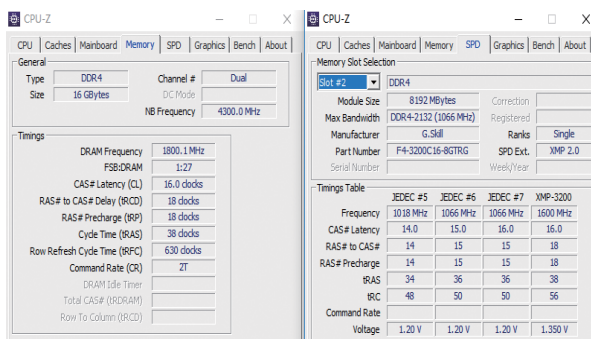 CPU-Z
CPU Caches Mainboard Memory SPD Graphics Bench About
General
Type DDR4 Channel # Dual
Size 16 GBytes DC Mode
NB Frequency 4300.0 MHz
Timings
DRAM Frequency 1800.1 MHz
FSB:DRAM 1:27
CAS# Latency (CL) 16.0 clocks
RAS# to CAS# Delay (tRCD) 18 clocks
RAS# Precharge (tRP) 18 clocks
Cycle Time (tRAS) 38 clocks
Row Refresh Cycle Time (tRFC) 630 clocks
Command Rate (CR) 2T
DRAM Idle Timer
Total CAS# (tRDRAM)
Row To Column (tRCD)
CPU-Z
CPU Caches Mainboard Memory SPD Graphics Bench About
Memory Slot Selection
Slot #2 DDR4
Module Size 8192 MBytes Correction
Max Bandwidth DDR4-2132 (1066 MHz) Registered
Manufacturer G.Skill Ranks Single
Part Number F4-3200C16-8GTRG SPD Ext. XMP 2.0
Serial Number Week/Year
Timings Table
JEDEC #5 JEDEC #6 JEDEC #7 XMP-3200
Frequency 1018 MHz 1066 MHz 1066 MHz 1600 MHz
CAS# Latency 14.0 15.0 16.0 16.0
RAS# to CAS# 14 15 15 18
RAS# Precharge 14 15 15 18
tRAS 34 36 36 38
tRC 48 50 50 56
Command Rate
Voltage 1.20 V 1.20 V 1.20 V 1.350 V